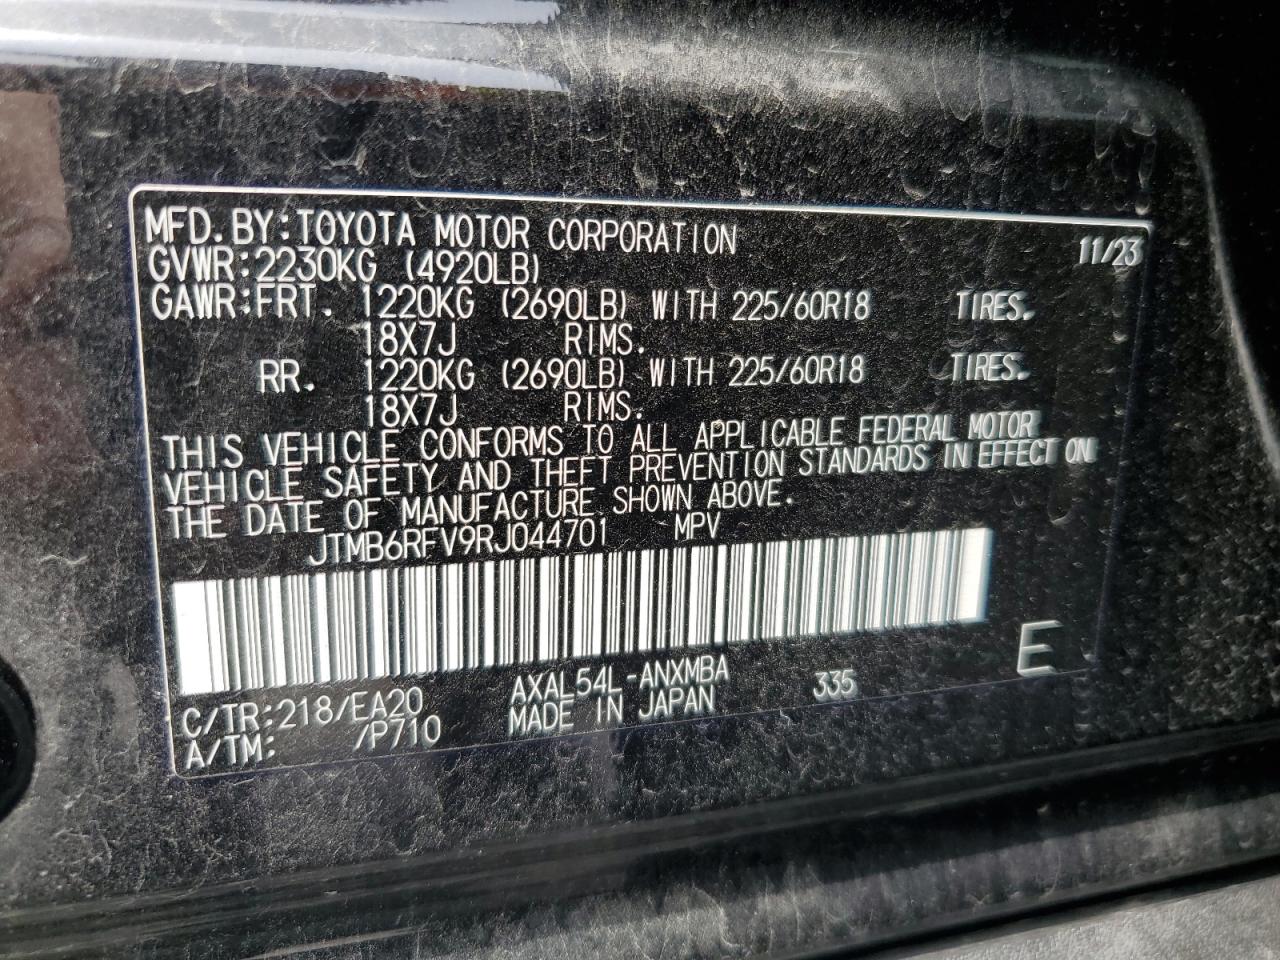 MFD. BY: TOYOTA MOTOR CORPORATION 11/23
GVWR: 2230KG (4920LB)
GAWR: FRT. 1220KG (2690LB) WITH 225/60R18 TIRES.
18X7J RIMS.
RR. 1220KG (2690LB) WITH 225/60R18 TIRES.
18X7J RIMS.
THIS VEHICLE CONFORMS TO ALL APPLICABLE FEDERAL MOTOR
VEHICLE SAFETY AND THEFT PREVENTION STANDARDS IN EFFECT ON
THE DATE OF MANUFACTURE SHOWN ABOVE.
JTMB6RFV9RJ044701 MPV
E
C/TR: 218/EA20 AXAL54L-ANXMBA 335
A/TM: /P710 MADE IN JAPAN